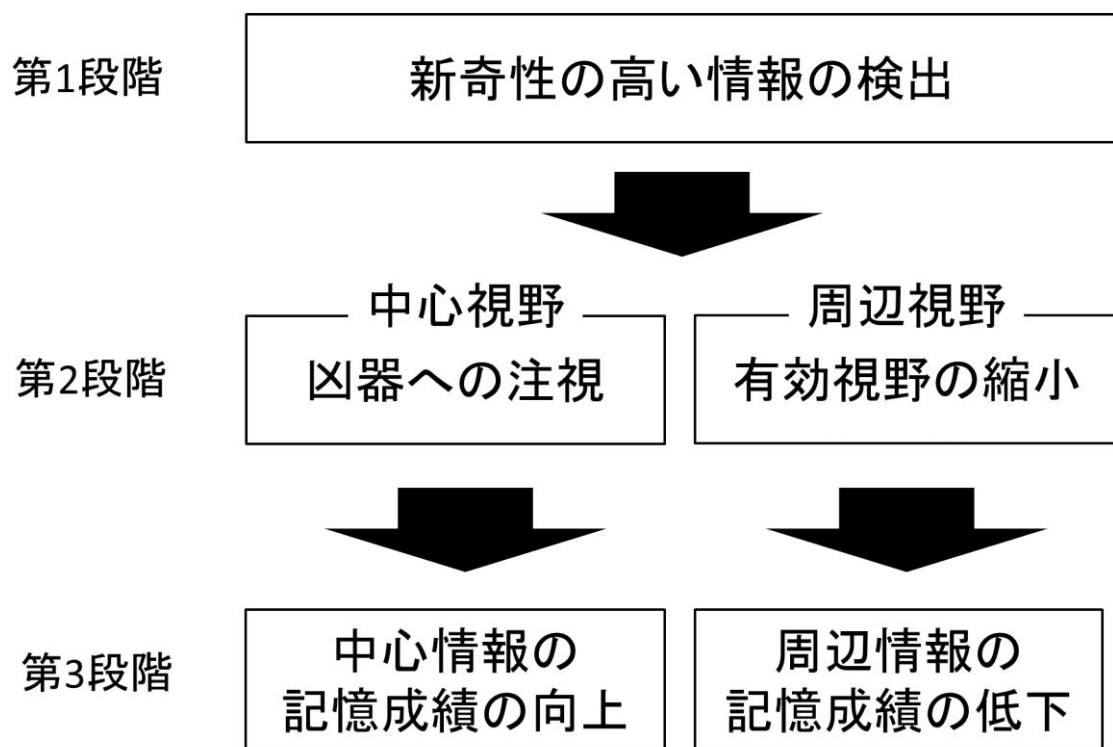 第1段階
新奇性の高い情報の検出
中心視野
周辺視野
第2段階
凶器への注視
有効視野の縮小
第3段階
中心情報の
記憶成績の向上
周辺情報の
記憶成績の低下